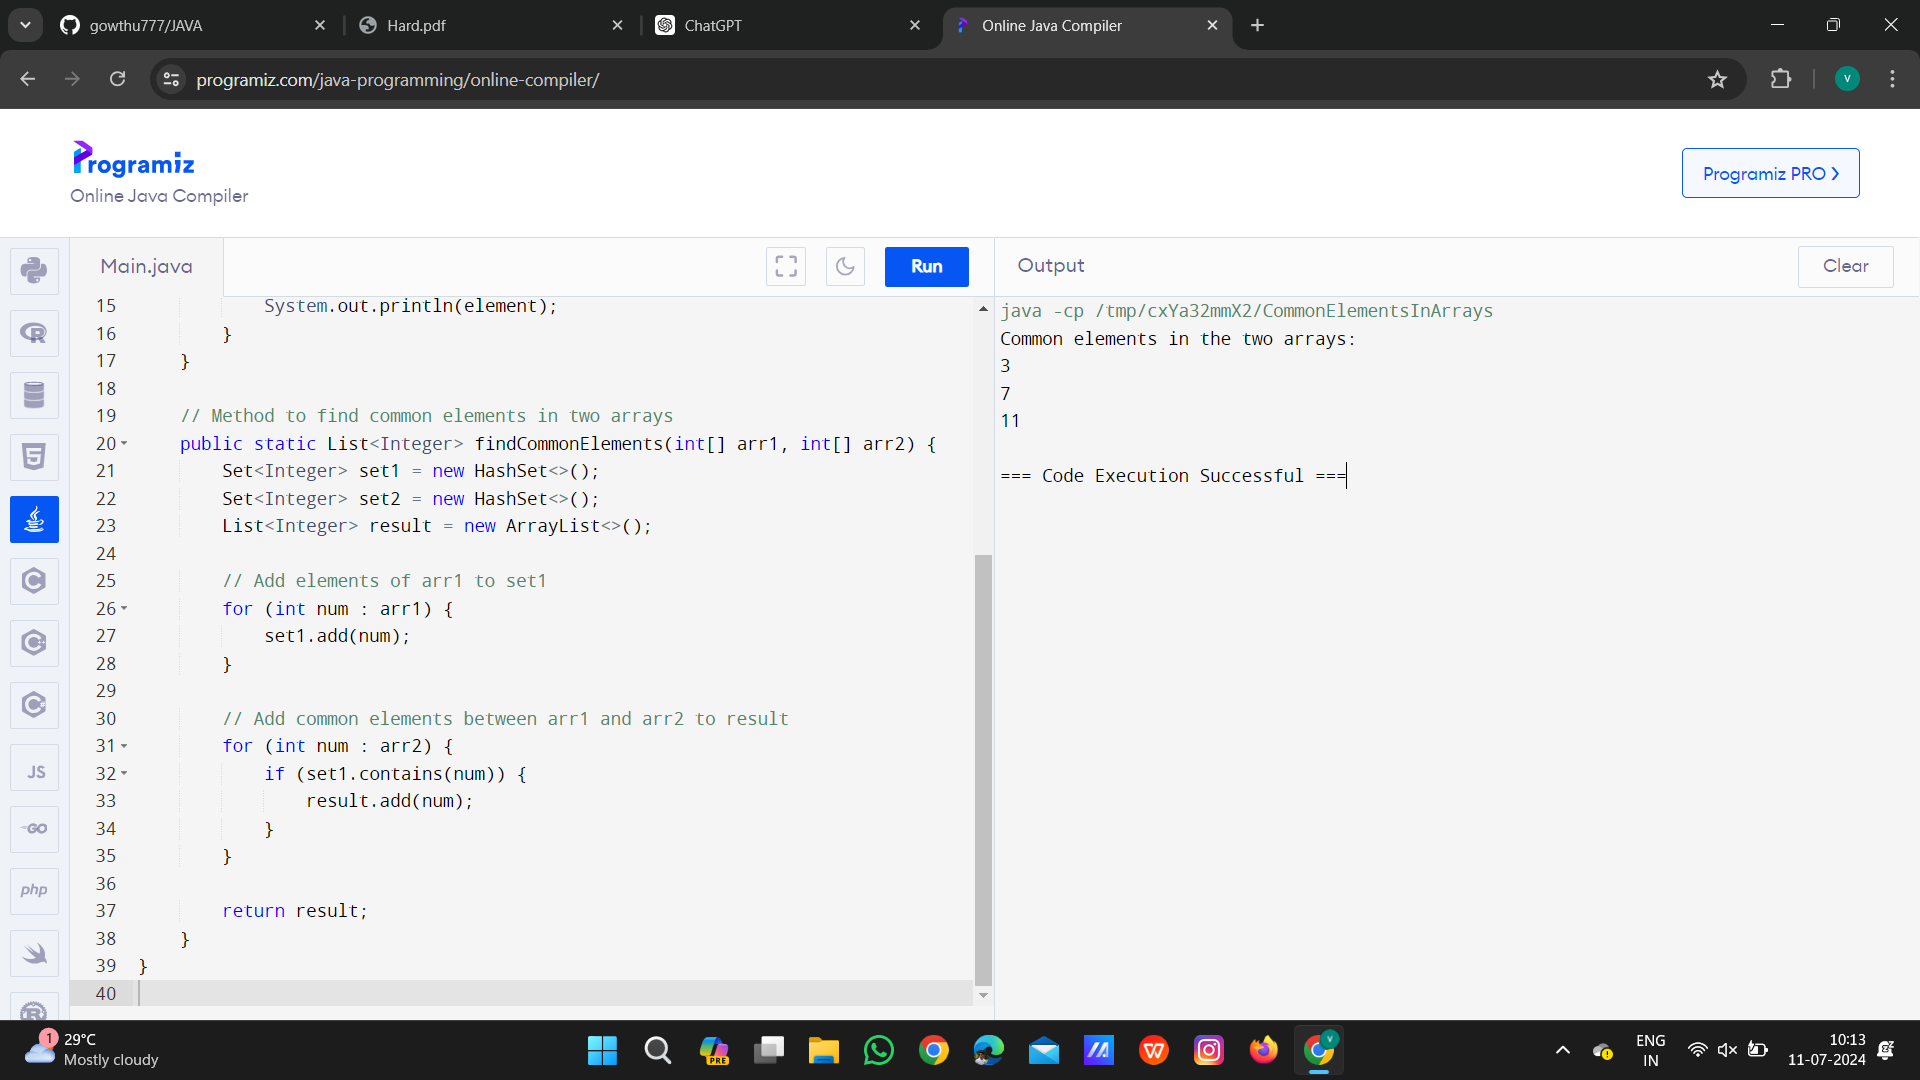 gowthu777/JAVA
Hard.pdf
ChatGPT
Online Java Compiler
programiz.com/java-programming/online-compiler/
V
Programiz
Online Java Compiler
Programiz PRO
Main.java
Run
Output
Clear
15 System.out.println(element);
16 }
17 }
18
19 // Method to find common elements in two arrays
20 public static List<Integer> findCommonElements(int[] arr1, int[] arr2) {
21 Set<Integer> set1 = new HashSet<>();
22 Set<Integer> set2 = new HashSet<>();
23 List<Integer> result = new ArrayList<>();
24
25 // Add elements of arr1 to set1
26 for (int num : arr1) {
27 set1.add(num);
28 }
29
30 // Add common elements between arr1 and arr2 to result
31 for (int num : arr2) {
32 if (set1.contains(num)) {
33 result.add(num);
34 }
35 }
36
37 return result;
38 }
39 }
40
java -cp /tmp/cxYa32mmX2/CommonElementsInArrays
Common elements in the two arrays:
3
7
11
=== Code Execution Successful ===
JS
GO
php
1
29°C
Mostly cloudy
PRE
V
ENG
IN
10:13
11-07-2024